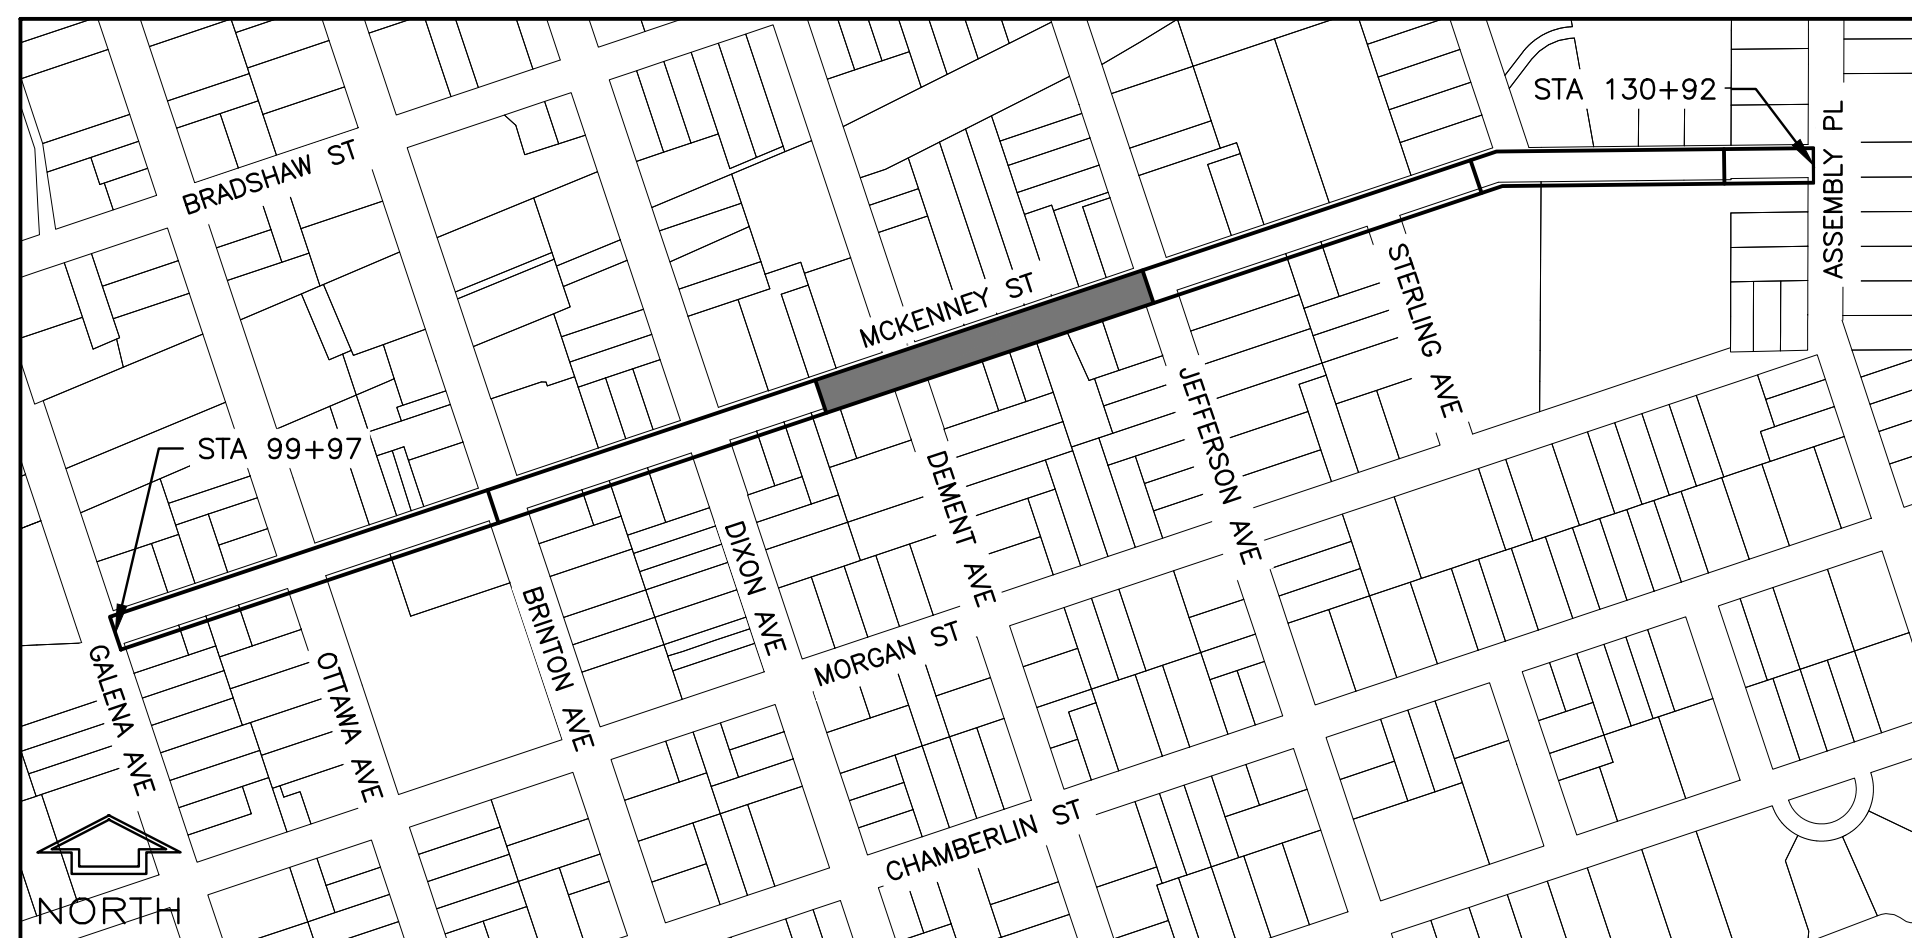 STA 130+92
ASSEMBLY PL
BRADSHAW ST
MCKENNEY ST
STERLING AVE
JEFFERSON AVE
STA 99+97
DEMENT AVE
DIXON AVE
BRINTON AVE
MORGAN ST
GALENA AVE
OTTAWA AVE
CHAMBERLIN ST
NORTH